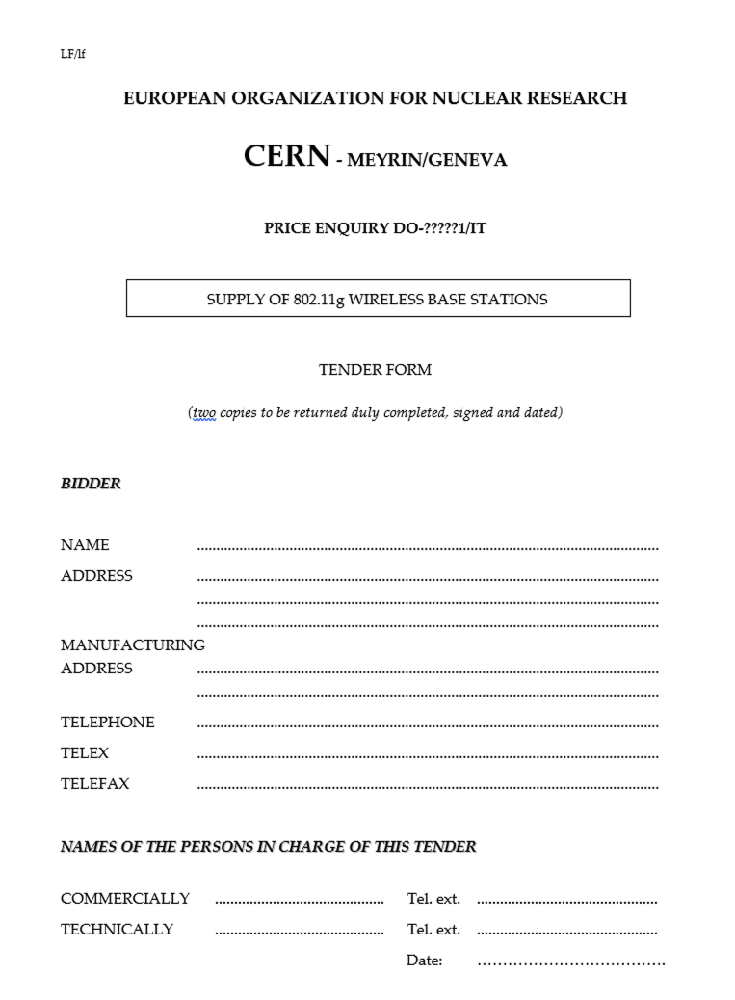 LF/lf
EUROPEAN ORGANIZATION FOR NUCLEAR RESEARCH
CERN - MEYRIN/GENEVA
PRICE ENQUIRY DO-?????1/IT
SUPPLY OF 802.11g WIRELESS BASE STATIONS
TENDER FORM
(two copies to be returned duly completed, signed and dated)
BIDDER
NAME ........................................................................................................................
ADDRESS ........................................................................................................................
........................................................................................................................
........................................................................................................................
MANUFACTURING
ADDRESS ........................................................................................................................
........................................................................................................................
TELEPHONE ........................................................................................................................
TELEX ........................................................................................................................
TELEFAX ........................................................................................................................
NAMES OF THE PERSONS IN CHARGE OF THIS TENDER
COMMERCIALLY ............................................ Tel. ext. ...............................................
TECHNICALLY ............................................ Tel. ext. ...............................................
Date: ………………………………….